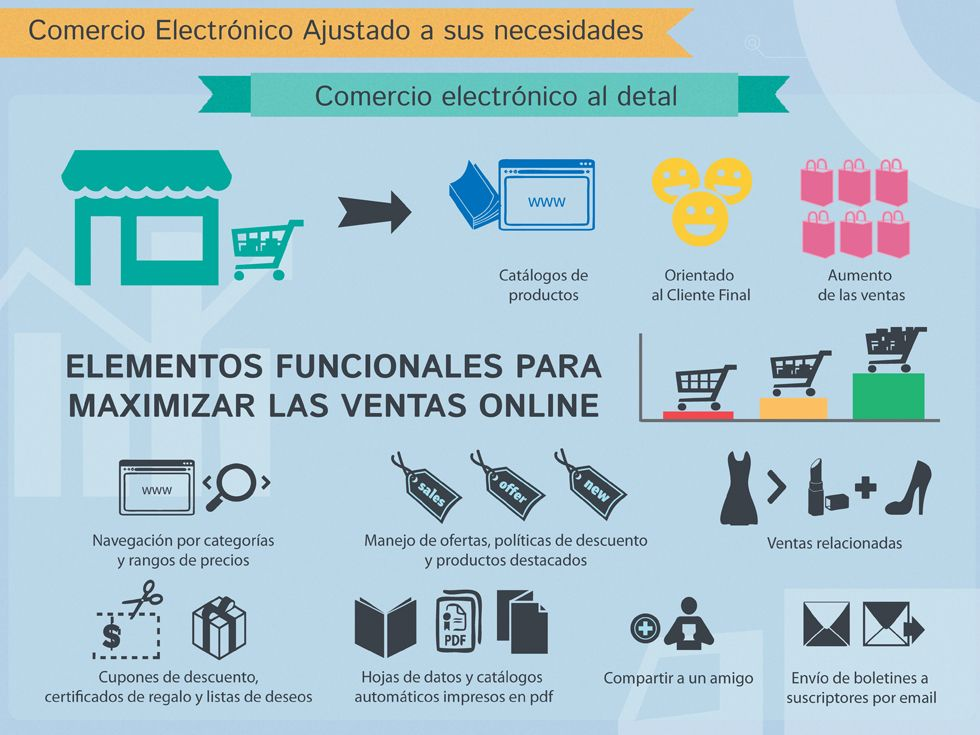 Comercio Electrónico Ajustado a sus necesidades
Comercio electrónico al detal
www
Catálogos de
productos
Orientado
al Cliente Final
Aumento
de las ventas
ELEMENTOS FUNCIONALES PARA
MAXIMIZAR LAS VENTAS ONLINE
www
sales
offer
new
Navegación por categorías
y rangos de precios
Manejo de ofertas, políticas de descuento
y productos destacados
Ventas relacionadas
$
PDF
Cupones de descuento,
certificados de regalo y listas de deseos
Hojas de datos y catálogos
automáticos impresos en pdf
Compartir a un amigo
Envío de boletines a
suscriptores por email